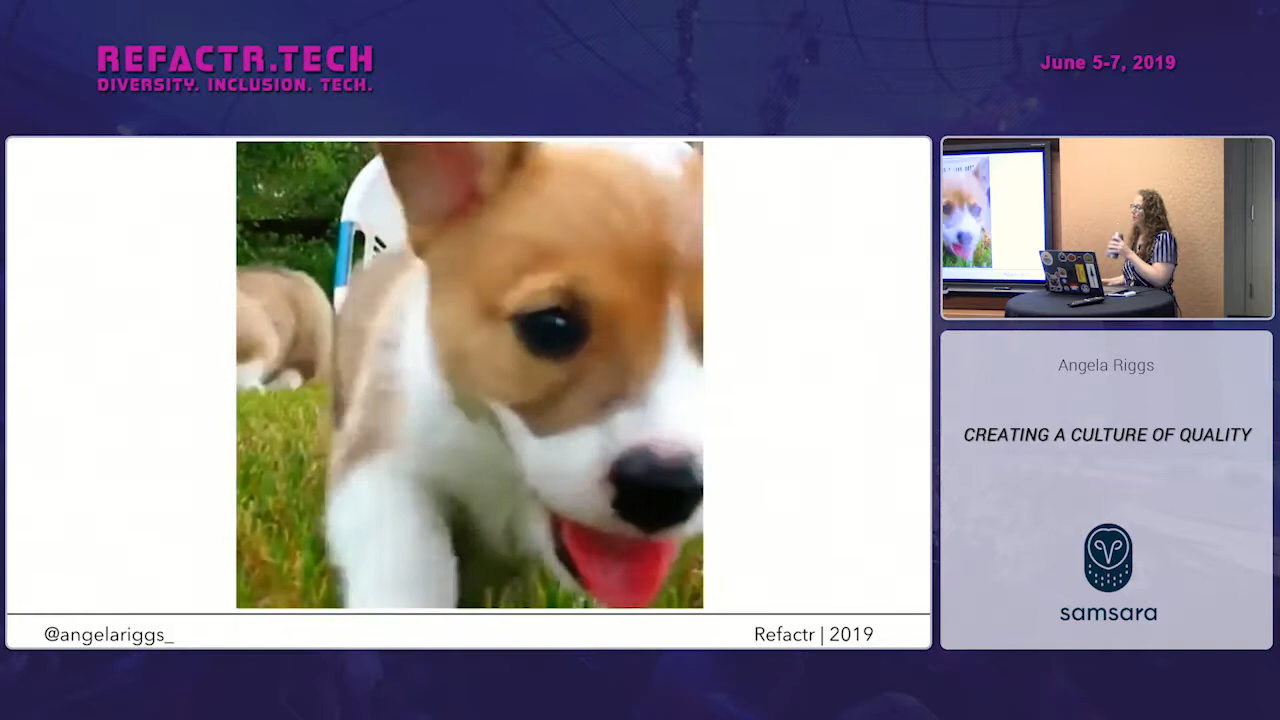 REFACTR.TECH
DIVERSITY. INCLUSION. TECH.
June 5-7, 2019
@angelariggs_
Refactr | 2019
Angela Riggs
CREATING A CULTURE OF QUALITY
samsara